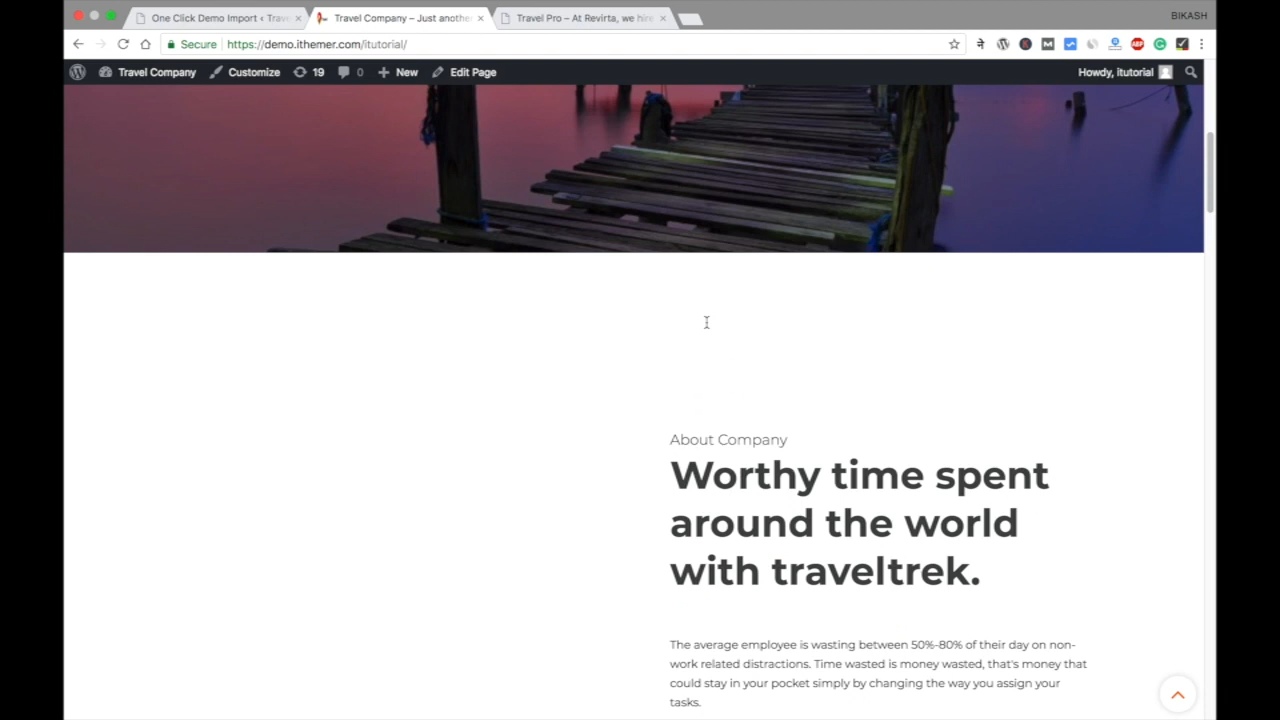 One Click Demo Import ‹ Trave
Travel Company – Just another
Travel Pro – At Revirta, we hire
BIKASH
Secure
https://demo.ithemer.com/itutorial/
Travel Company
Customize
19
0
New
Edit Page
Howdy, itutorial
About Company
Worthy time spent
around the world
with traveltrek.
The average employee is wasting between 50%-80% of their day on non-
work related distractions. Time wasted is money wasted, that's money that
could stay in your pocket simply by changing the way you assign your
tasks.